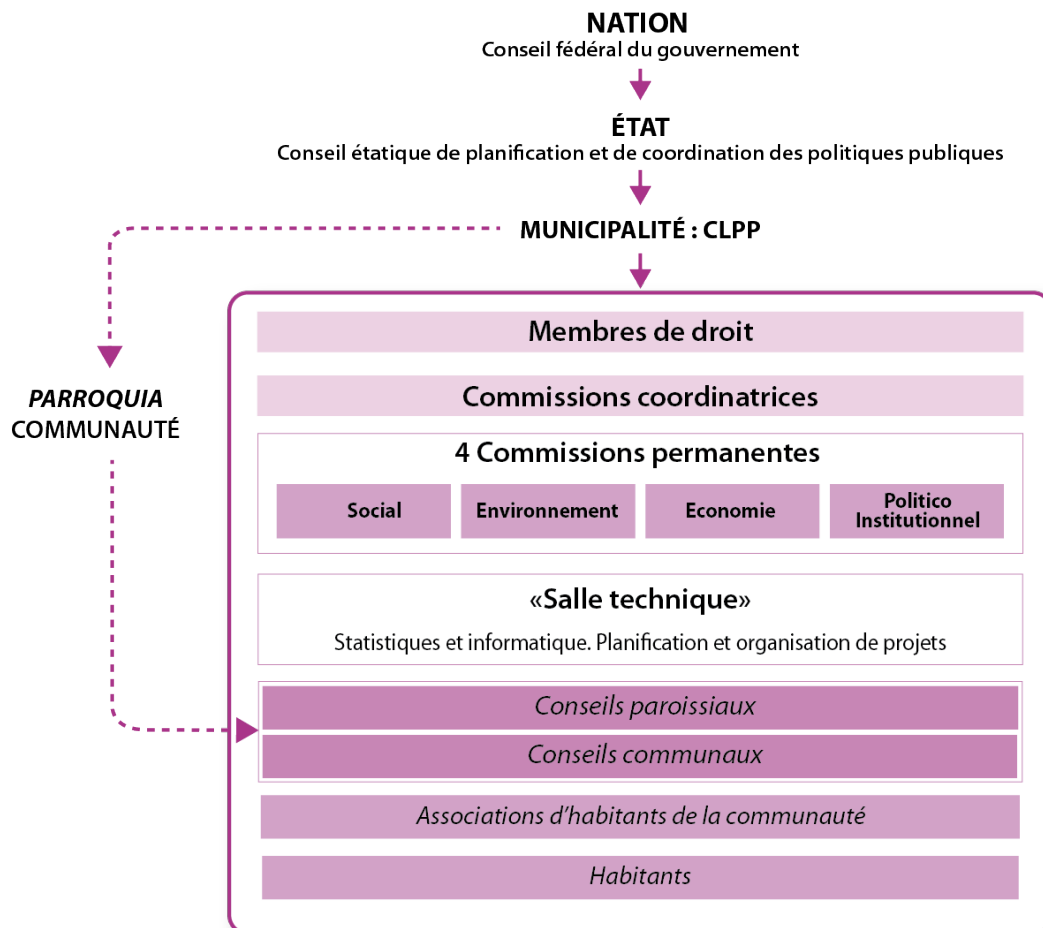 NATION
Conseil fédéral du gouvernement
ÉTAT
Conseil étatique de planification et de coordination des politiques publiques
MUNICIPALITÉ : CLPP
Membres de droit
PARROQUIA
COMMUNAUTÉ
Commissions coordinatrices
4 Commissions permanentes
Social
Environnement
Economie
Politico
Institutionnel
«Salle technique»
Statistiques et informatique. Planification et organisation de projets
Conseils paroissiaux
Conseils communaux
Associations d’habitants de la communauté
Habitants